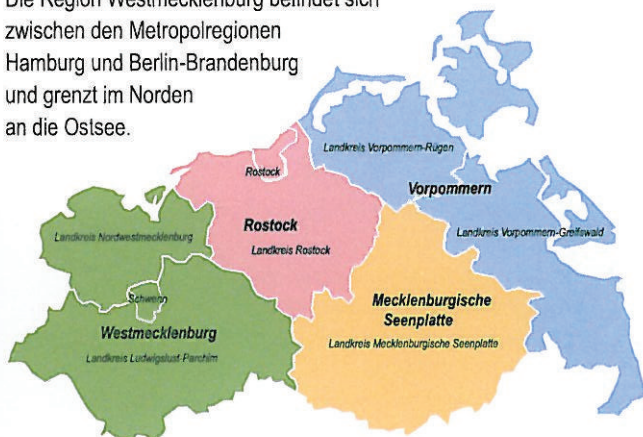 Die Region Westmecklenburg befindet sich
zwischen den Metropolregionen
Hamburg und Berlin-Brandenburg
und grenzt im Norden
an die Ostsee.
Landkreis Vorpommern-Rügen
Rostock
Vorpommern
Rostock
Landkreis Nordwestmecklenburg
Landkreis Vorpommern-Greifswald
Landkreis Rostock
Schwerin
Mecklenburgische
Seenplatte
Westmecklenburg
Landkreis Mecklenburgische Seenplatte
Landkreis Ludwigslust-Parchim